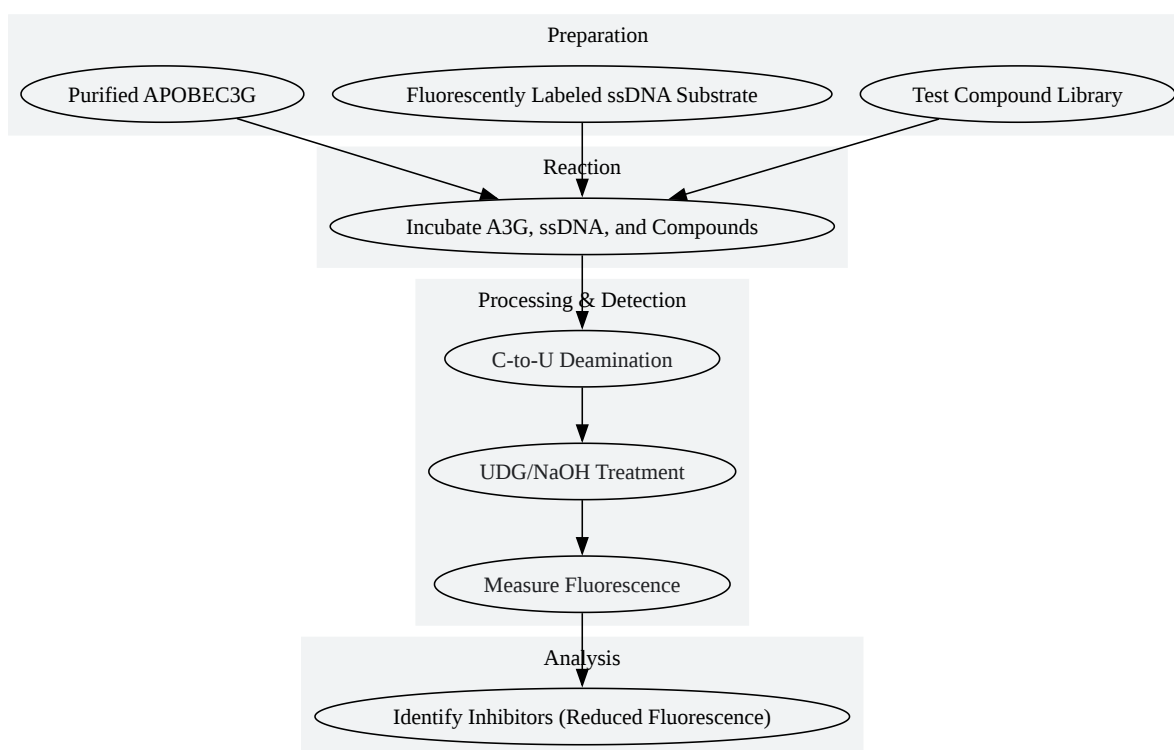 Preparation
Purified APOBEC3G
Fluorescently Labeled ssDNA Substrate
Test Compound Library
Reaction
Incubate A3G, ssDNA, and Compounds
Processing & Detection
C-to-U Deamination
UDG/NaOH Treatment
Measure Fluorescence
Analysis
Identify Inhibitors (Reduced Fluorescence)